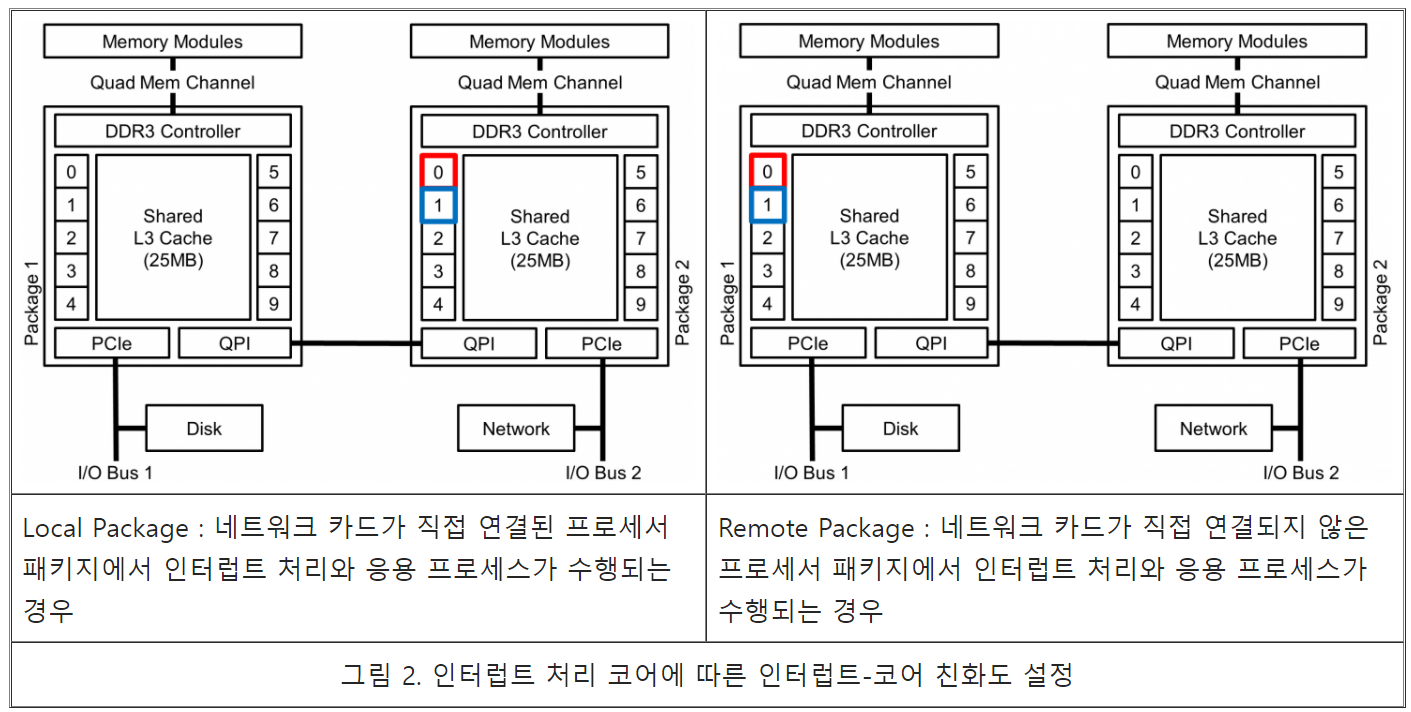 Memory Modules
Quad Mem Channel
DDR3 Controller
0
1
2
3
4
Shared
L3 Cache
(25MB)
5
6
7
8
9
Package 1
PCIe
QPI
Disk
I/O Bus 1
Memory Modules
Quad Mem Channel
DDR3 Controller
0
1
2
3
4
Shared
L3 Cache
(25MB)
5
6
7
8
9
Package 2
QPI
PCIe
Network
I/O Bus 2
Memory Modules
Quad Mem Channel
DDR3 Controller
0
1
2
3
4
Shared
L3 Cache
(25MB)
5
6
7
8
9
Package 1
PCIe
QPI
Disk
I/O Bus 1
Memory Modules
Quad Mem Channel
DDR3 Controller
0
1
2
3
4
Shared
L3 Cache
(25MB)
5
6
7
8
9
Package 2
QPI
PCIe
Network
I/O Bus 2
Local Package : 네트워크 카드가 직접 연결된 프로세서
패키지에서 인터럽트 처리와 응용 프로세스가 수행되는
경우
Remote Package : 네트워크 카드가 직접 연결되지 않은
프로세서 패키지에서 인터럽트 처리와 응용 프로세스가
수행되는 경우
그림 2. 인터럽트 처리 코어에 따른 인터럽트-코어 친화도 설정